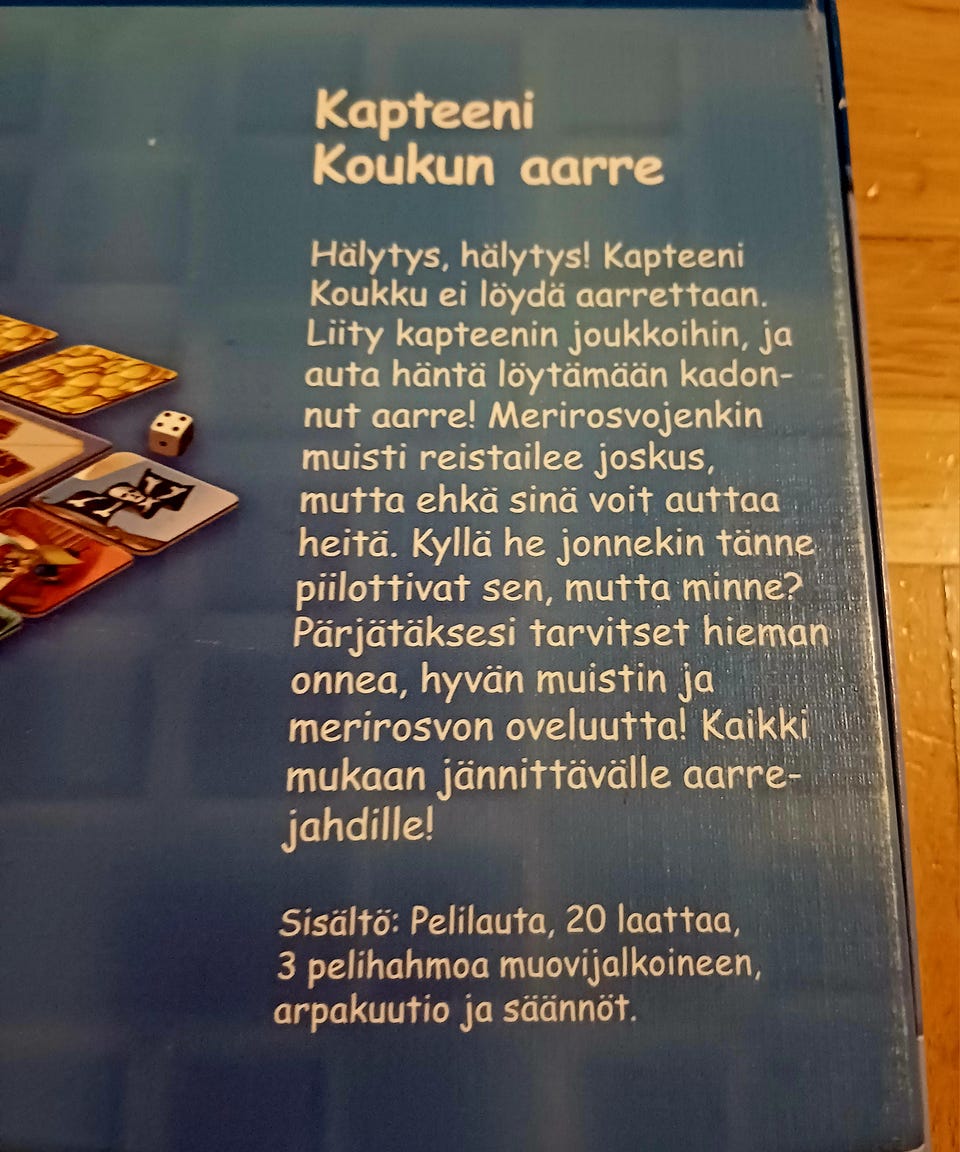 Kapteeni
Koukun aarre
Hälytys, hälytys! Kapteeni
Koukku ei löydä aarrettaan.
Liity kapteenin joukkoihin, ja
auta häntä löytämään kadon-
nut aarre! Merirosvojenkin
muisti reistailee joskus,
mutta ehkä sinä voit auttaa
heitä. Kyllä he jonnekin tänne
piilottivat sen, mutta minne?
Pärjätäksesi tarvitset hieman
onnea, hyvän muistin ja
merirosvon oveluutta! Kaikki
mukaan jännittävälle aarre-
jahdille!
Sisältö: Pelilauta, 20 laattaa,
3 pelihahmoa muovijalkoineen,
arpakuutio ja säännöt.